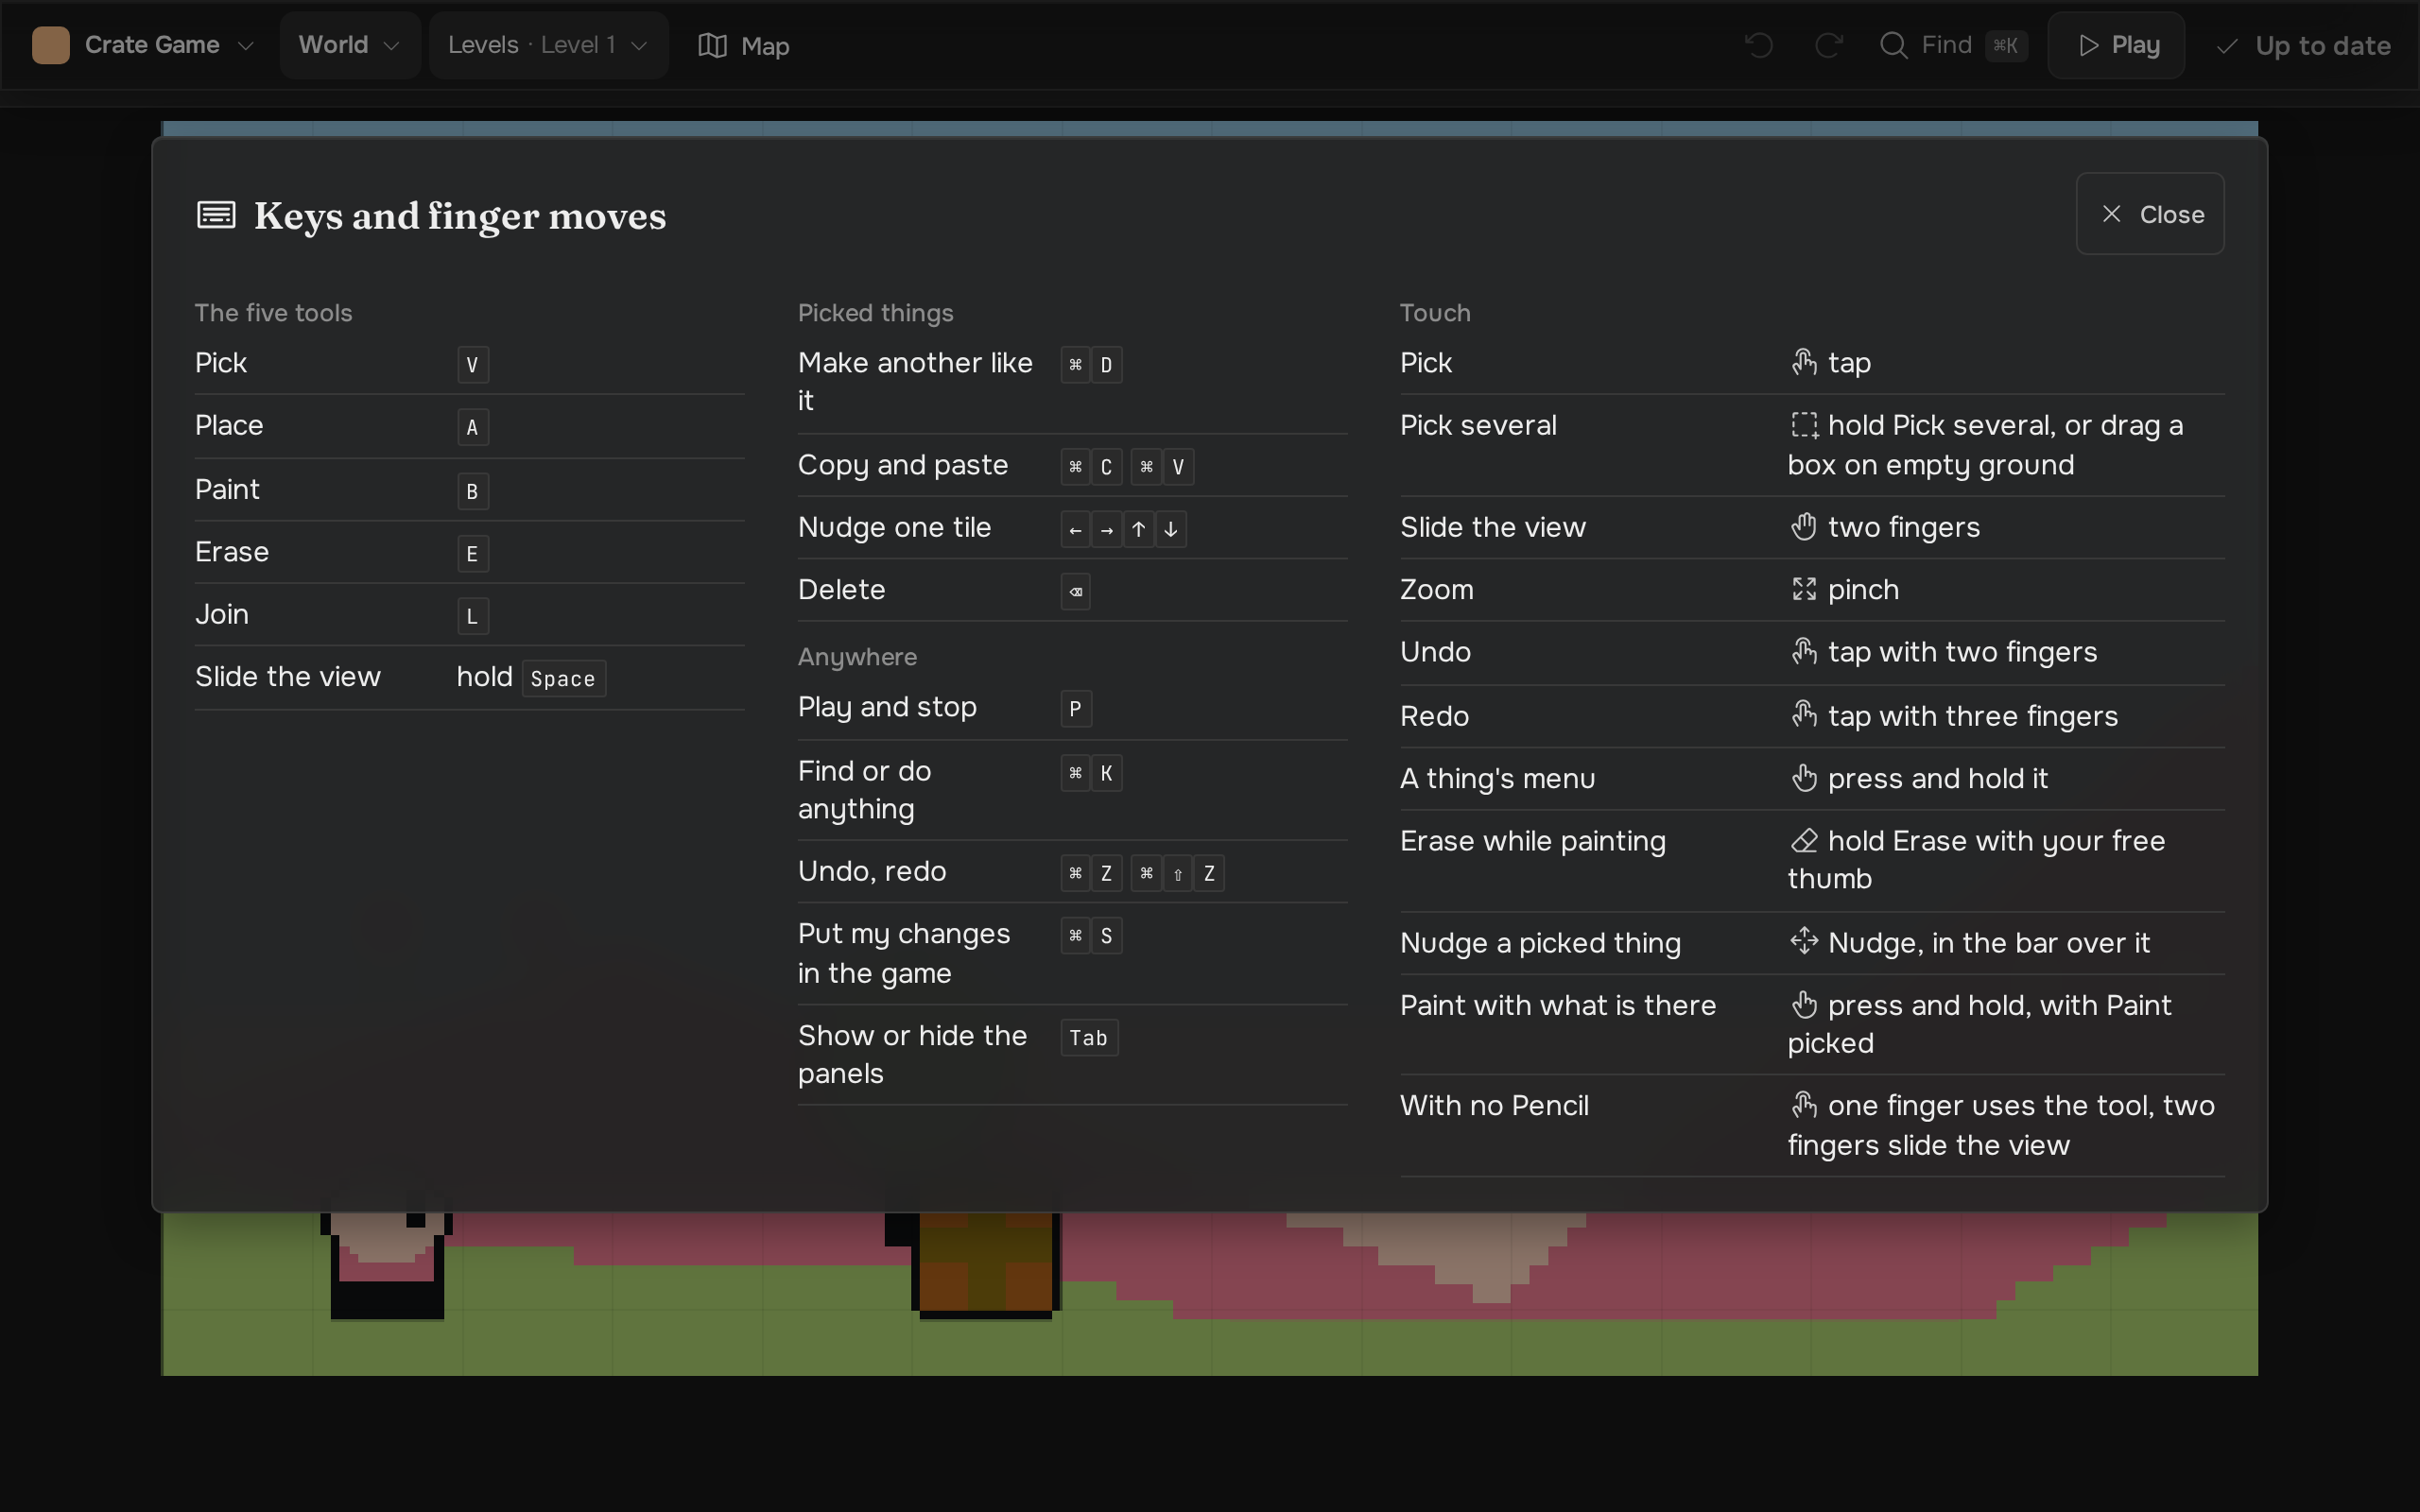 Crate Game World Levels · Level 1 Map Find ⌘K Play Up to date
Keys and finger moves
Close
The five tools
Pick V
Place A
Paint B
Erase E
Join L
Slide the view hold Space
Picked things
Make another like
it
⌘ D
Copy and paste ⌘ C ⌘ V
Nudge one tile ← → ↑ ↓
Delete ⌫
Anywhere
Play and stop P
Find or do
anything
⌘ K
Undo, redo ⌘ Z ⌘ ⇧ Z
Put my changes
in the game
⌘ S
Show or hide the
panels
Tab
Touch
Pick tap
Pick several hold Pick several, or drag a
box on empty ground
Slide the view two fingers
Zoom pinch
Undo tap with two fingers
Redo tap with three fingers
A thing's menu press and hold it
Erase while painting hold Erase with your free
thumb
Nudge a picked thing Nudge, in the bar over it
Paint with what is there press and hold, with Paint
picked
With no Pencil one finger uses the tool, two
fingers slide the view